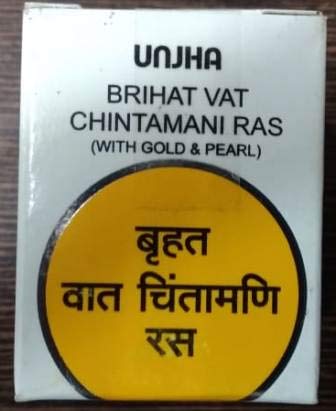 UNJHA
BRIHAT VAT
CHINTAMANI RAS
(WITH GOLD & PEARL)
बृहत
वात चिंतामणि
रस